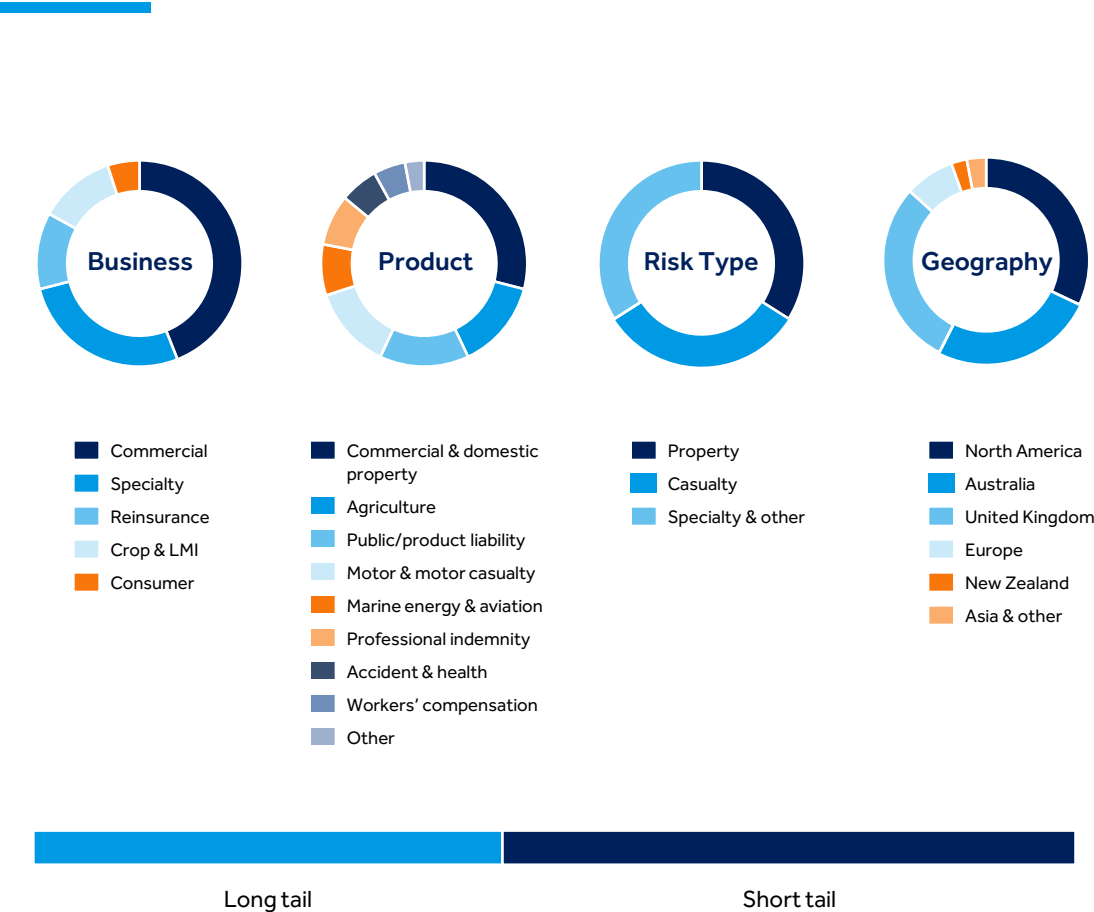 Business
Product
Risk Type
Geography
Commercial
Specialty
Reinsurance
Crop & LMI
Consumer
Commercial & domestic
property
Agriculture
Public/product liability
Motor & motor casualty
Marine energy & aviation
Professional indemnity
Accident & health
Workers’ compensation
Other
Property
Casualty
Specialty & other
North America
Australia
United Kingdom
Europe
New Zealand
Asia & other
Long tail
Short tail